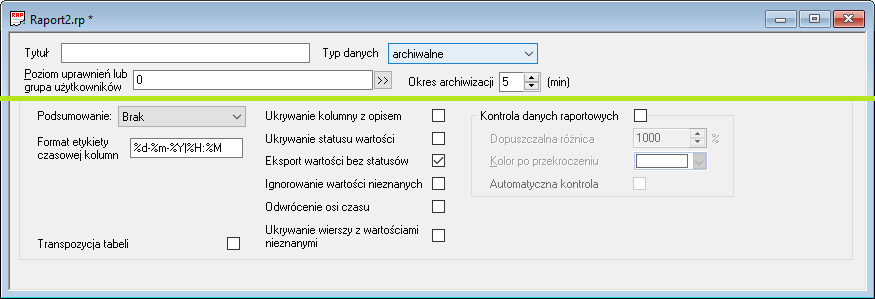 RAP
Raport2.rp *
Tytuł
Typ danych archiwalne
Poziom uprawnień lub
grupa użytkowników
0 >>
Okres archiwizacji 5 (min)
Podsumowanie: Brak
Format etykiety
czasowej kolumn
%d-%m-%Y|%H:%M
Transpozycja tabeli
Ukrywanie kolumny z opisem
Ukrywanie statusu wartości
Eksport wartości bez statusów
Ignorowanie wartości nieznanych
Odwrócenie osi czasu
Ukrywanie wierszy z wartościami
nieznanymi
Kontrola danych raportowych
Dopuszczalna różnica 1000 %
Kolor po przekroczeniu
Automatyczna kontrola